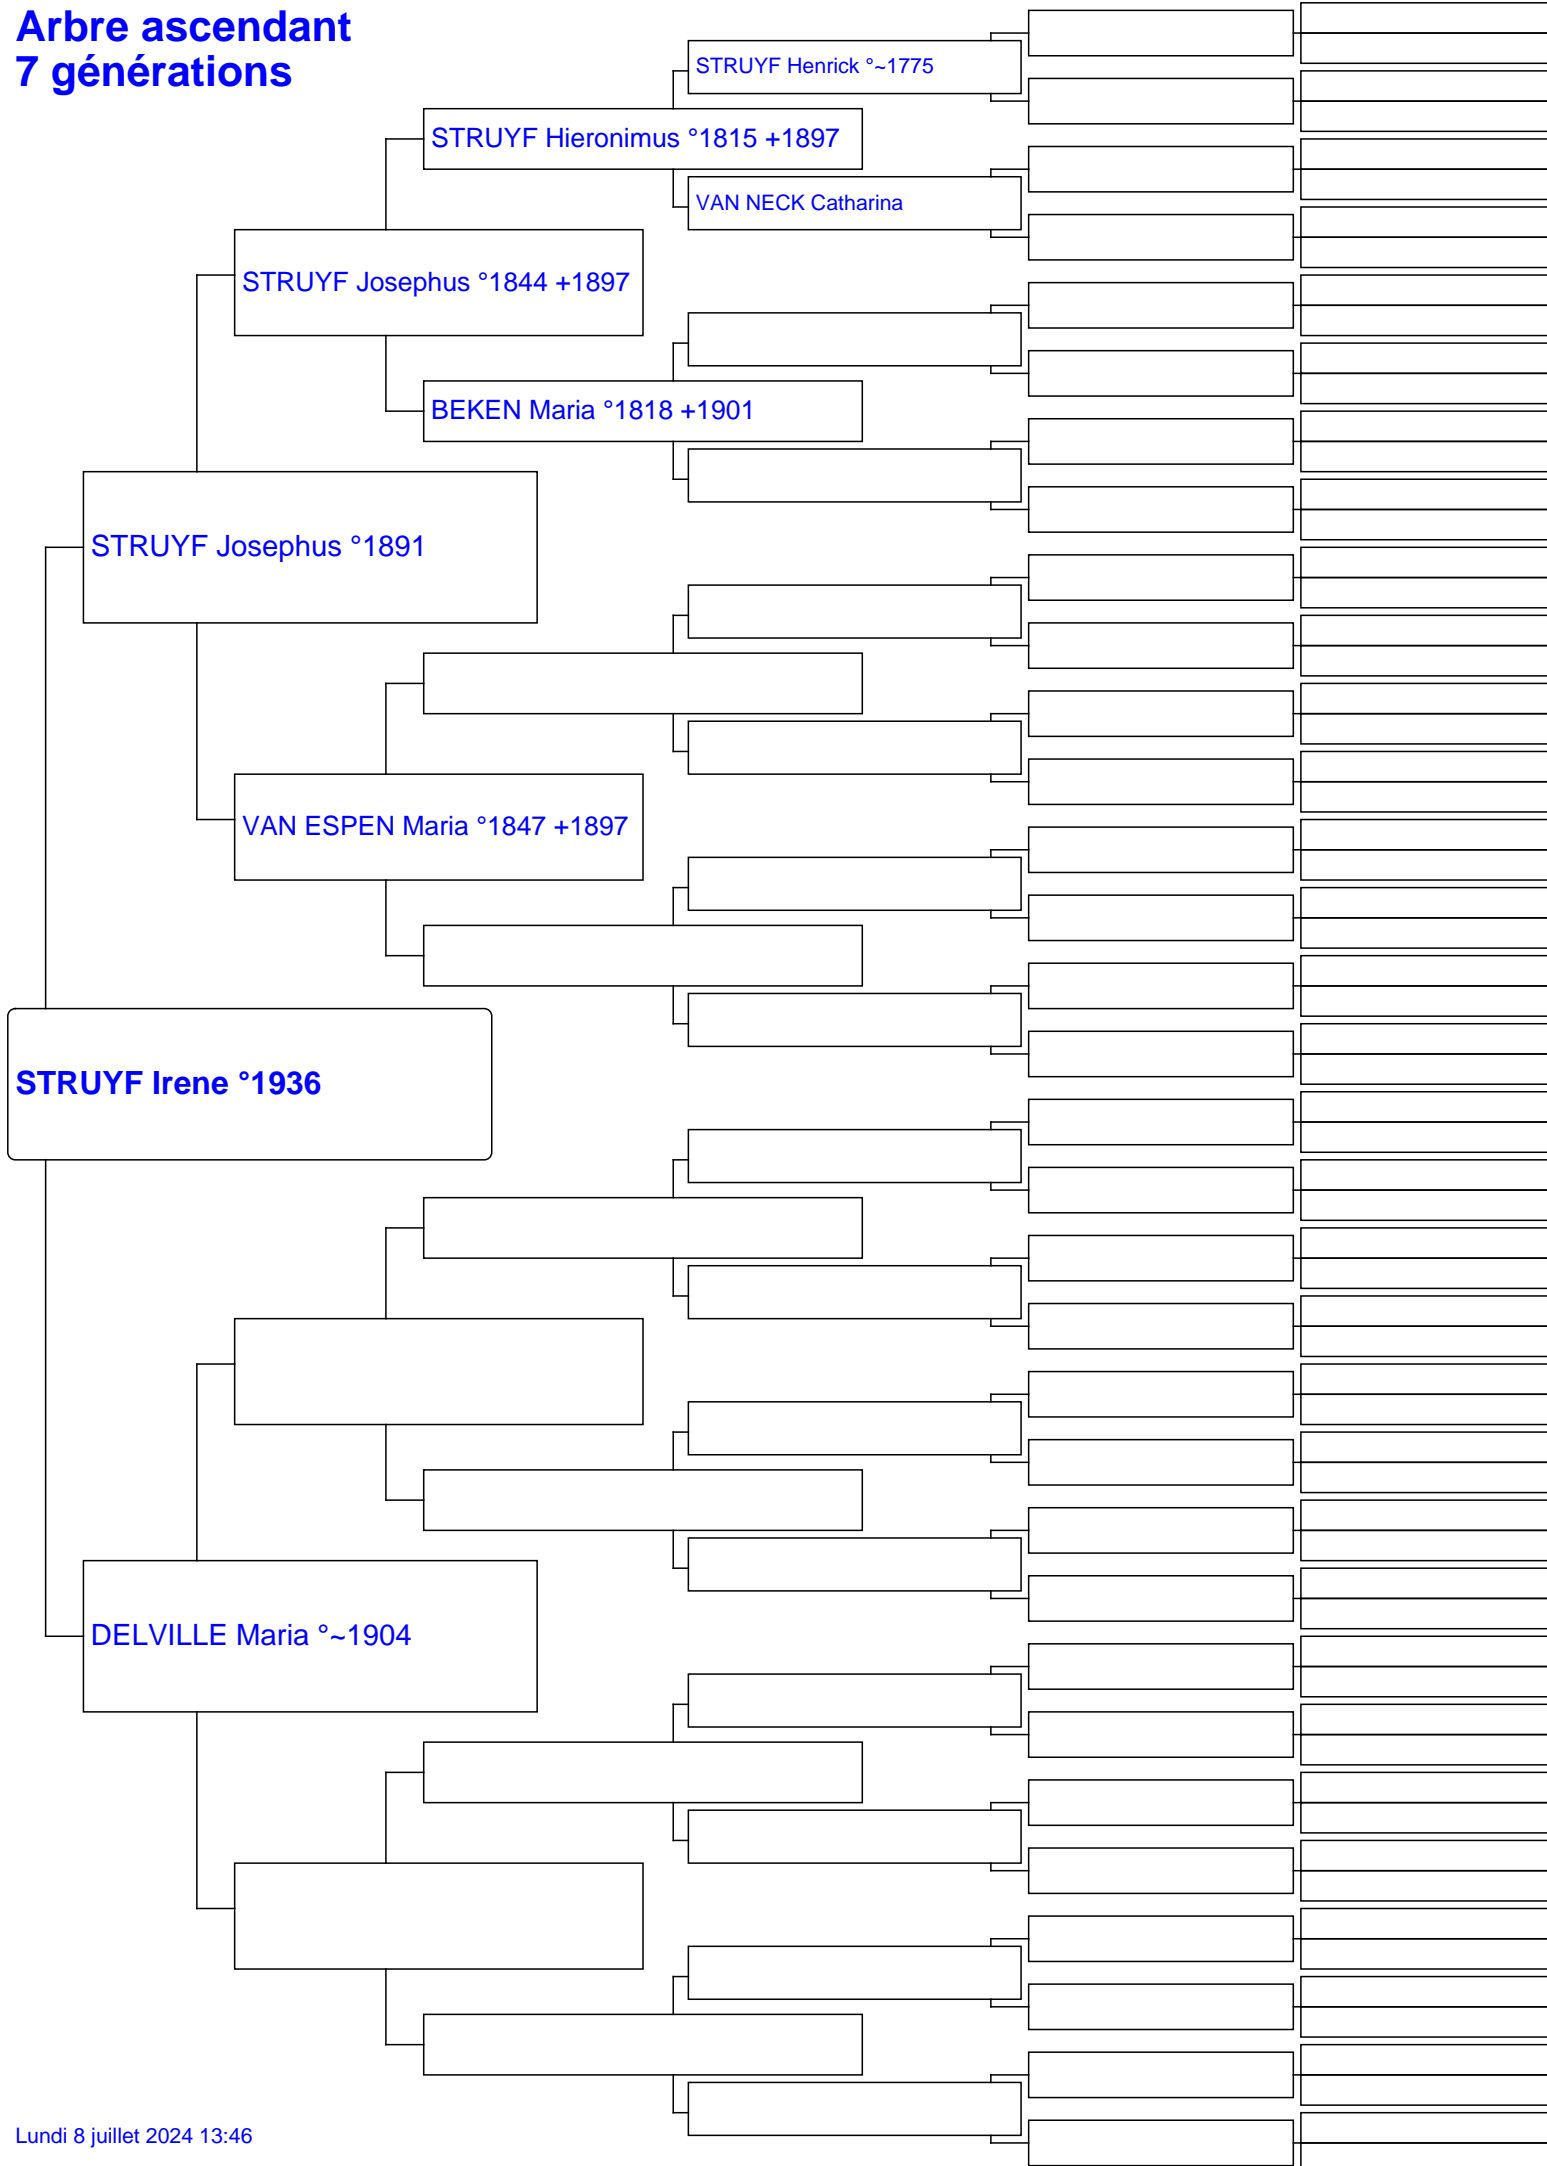 Arbre ascendant
7 générations
STRUYF Henrick °~1775
STRUYF Hieronimus °1815 +1897
VAN NECK Catharina
STRUYF Josephus °1844 +1897
BEKEN Maria °1818 +1901
STRUYF Josephus °1891
VAN ESPEN Maria °1847 +1897
STRUYF Irene °1936
DELVILLE Maria °~1904
Lundi 8 juillet 2024 13:46